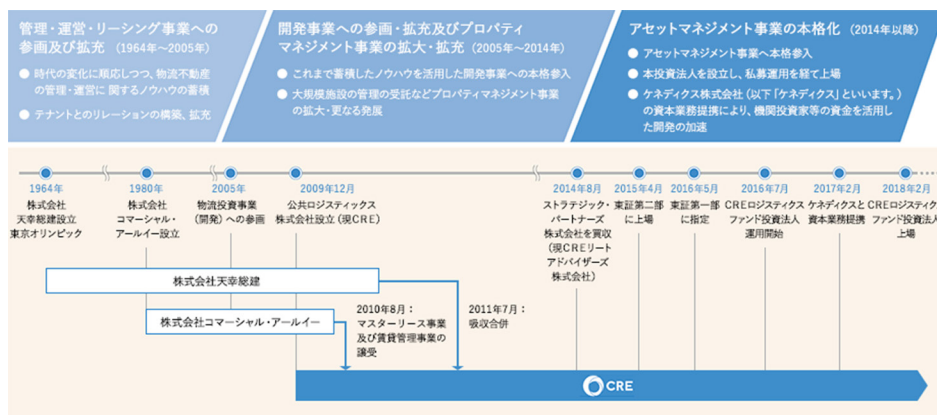 管理・運営・リーシング事業への
参画及び拡充 （1964年～2005年）
● 時代の変化に順応しつつ、物流不動産
の管理・運営に関するノウハウの蓄積
● テナントとのリレーションの構築、拡充
開発事業への参画・拡充及びプロパティ
マネジメント事業の拡大・拡充 （2005年～2014年）
● これまで蓄積したノウハウを活用した開発事業への本格参入
● 大規模施設の管理の受託などプロパティマネジメント事業
の拡大・更なる発展
アセットマネジメント事業の本格化 （2014年以降）
● アセットマネジメント事業へ本格参入
● 本投資法人を設立し、私募運用を経て上場
● ケネディクス株式会社（以下「ケネディクス」といいます。）
の資本業務提携により、機関投資家等の資金を活用し
た開発の加速
1964年
株式会社
天幸総建設立
東京オリンピック
1980年
株式会社
コマーシャル・
アールイー設立
2005年
物流投資事業
（開発）への参画
2009年12月
公共ロジスティックス
株式会社設立（現CRE）
2014年8月
ストラテジック・
パートナーズ
株式会社を買収
（現CREリート
アドバイザーズ
株式会社）
2015年4月
東証第二部
に上場
2016年5月
東証第一部
に指定
2016年7月
CREロジスティクス
ファンド投資法人
運用開始
2017年2月
ケネディクスと
資本業務提携
2018年2月
CREロジスティクス
ファンド投資法人
上場
株式会社天幸総建
株式会社コマーシャル・アールイー
2010年8月：
マスターリース事業
及び賃貸管理事業の
譲受
2011年7月：
吸収合併
CRE